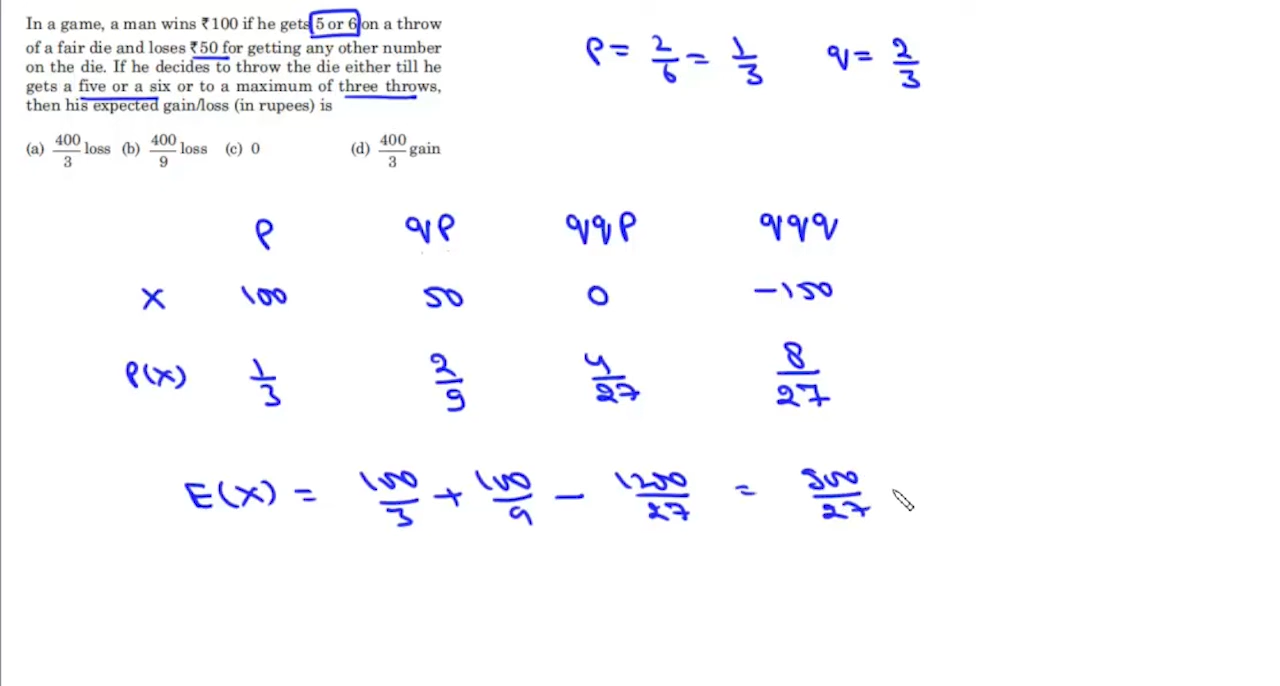 In a game, a man wins ₹100 if he gets 5 or 6 on a throw
of a fair die and loses ₹50 for getting any other number
on the die. If he decides to throw the die either till he
gets a five or a six or to a maximum of three throws,
then his expected gain/loss (in rupees) is
(a) 400/3 loss (b) 400/9 loss (c) 0 (d) 400/3 gain
P = 2/6 = 1/3 q = 2/3
P qP qqP qqq
X 100 50 0 -150
P(X) 1/3 2/9 4/27 8/27
E(X) = 100/3 + 100/9 - 1200/27 = 300/27